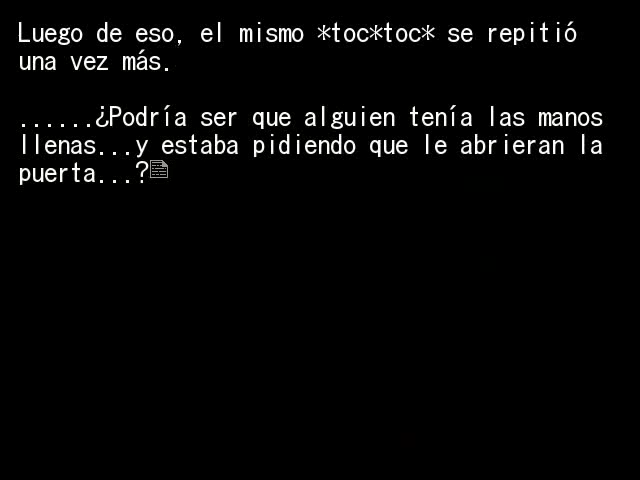 Luego de eso, el mismo *toc*toc* se repitió
una vez más.
......¿Podría ser que alguien tenía las manos
llenas...y estaba pidiendo que le abrieran la
puerta...?